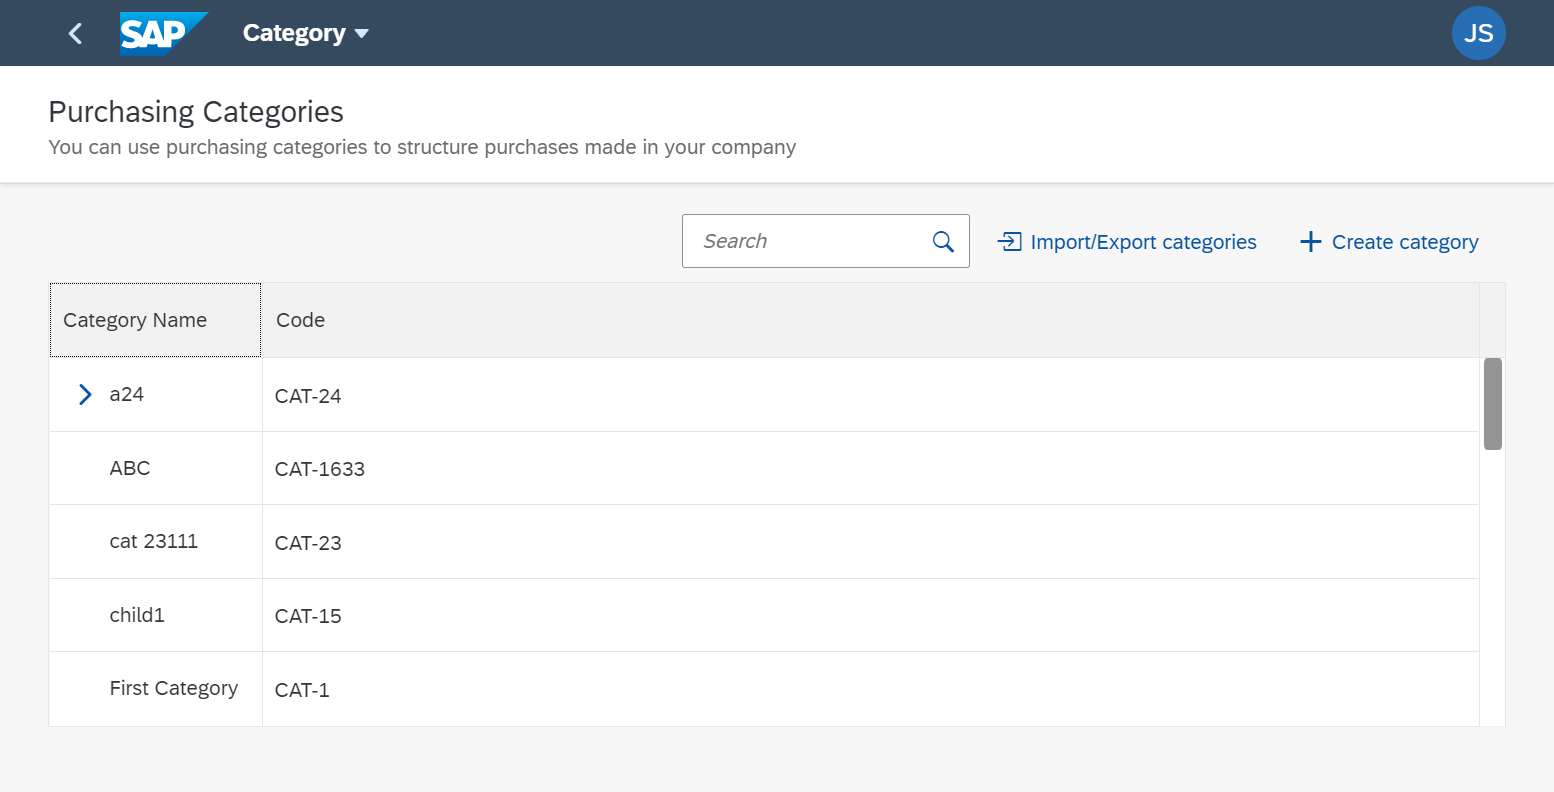 SAP Category JS
Purchasing Categories
You can use purchasing categories to structure purchases made in your company
Search Import/Export categories Create category
Category Name Code
a24 CAT-24
ABC CAT-1633
cat 23111 CAT-23
child1 CAT-15
First Category CAT-1